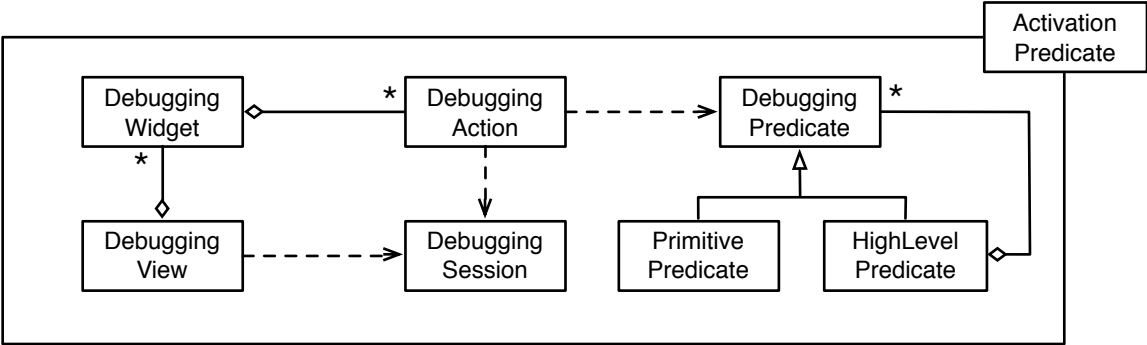 Activation
Predicate
Debugging
Widget
*
Debugging
Action
Debugging
Predicate
*
*
Debugging
View
Debugging
Session
Primitive
Predicate
HighLevel
Predicate